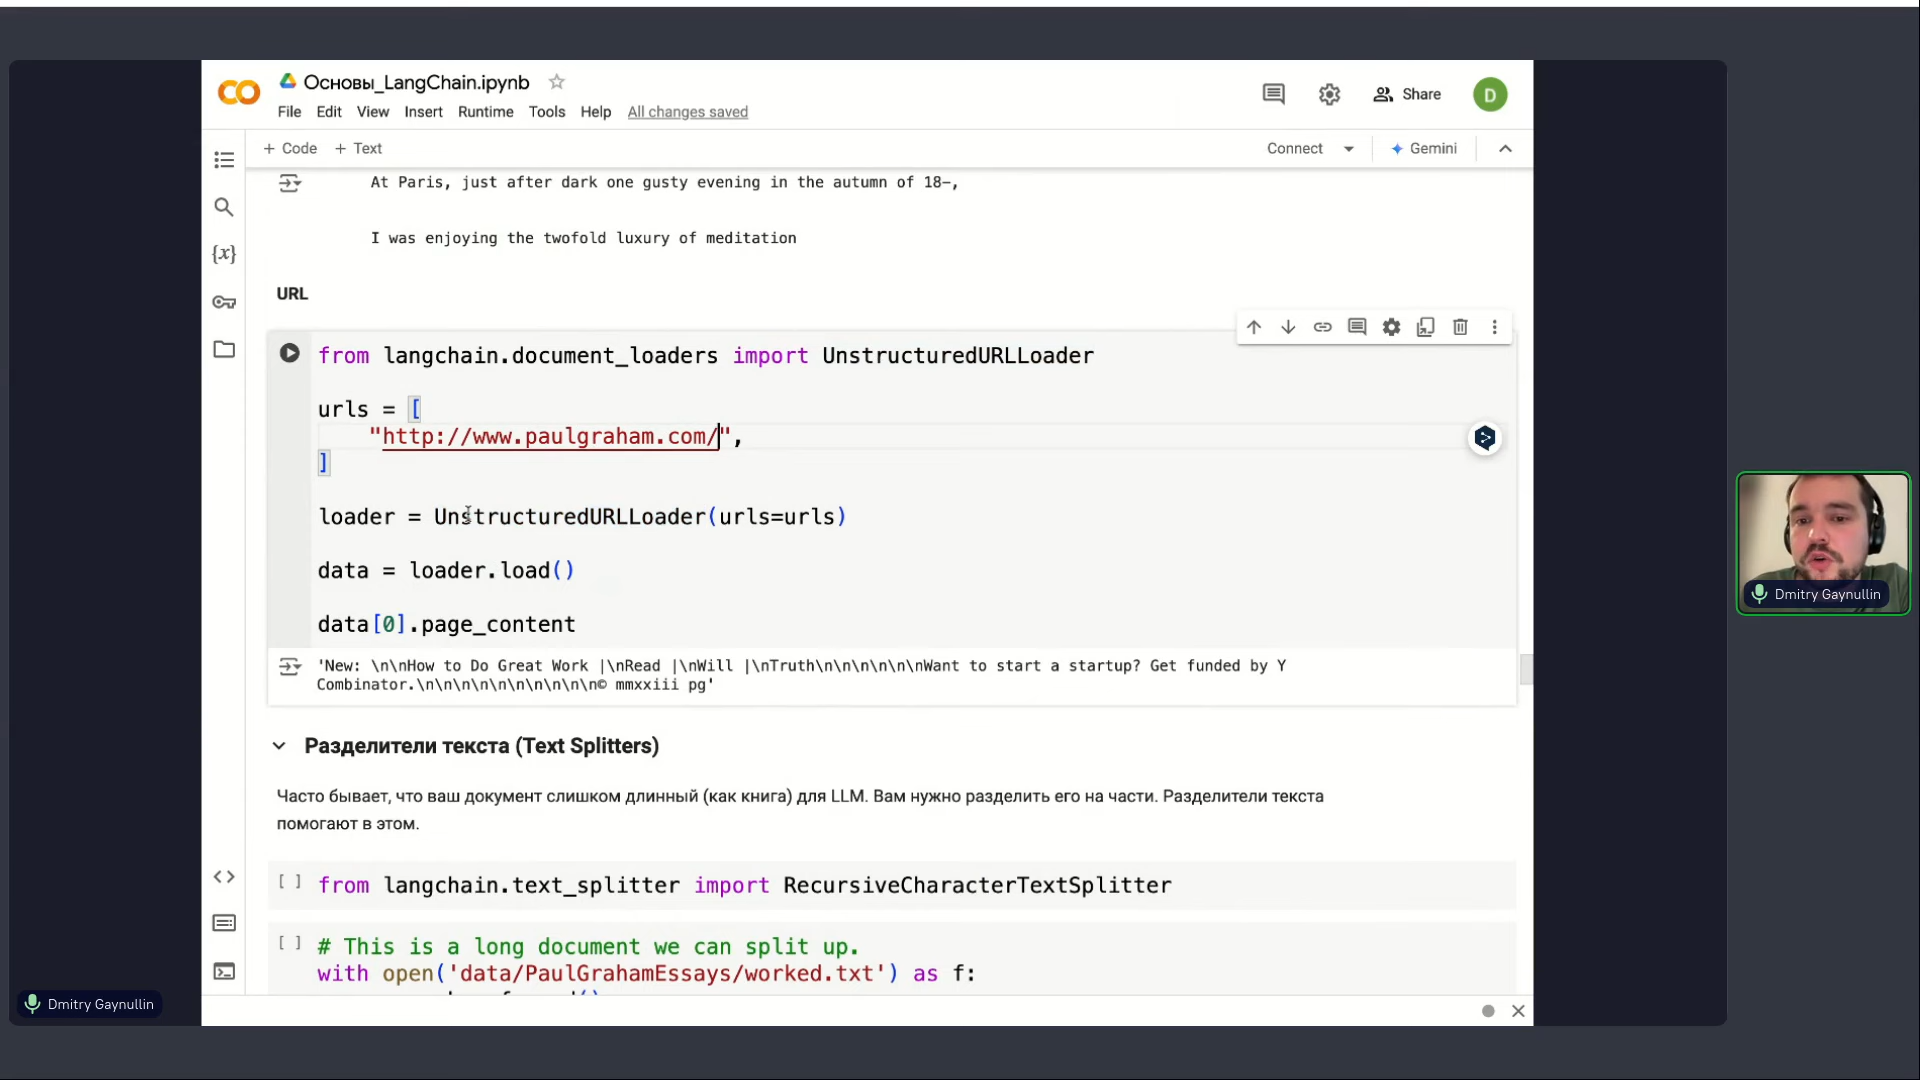 Основы_LangChain.ipynb
File Edit View Insert Runtime Tools Help All changes saved
Share
D
+ Code + Text
Connect
Gemini
At Paris, just after dark one gusty evening in the autumn of 18—,
I was enjoying the twofold luxury of meditation
URL
from langchain.document_loaders import UnstructuredURLLoader
urls = [
"http://www.paulgraham.com/",
]
loader = UnstructuredURLLoader(urls=urls)
data = loader.load()
data[0].page_content
'New: \n\nHow to Do Great Work |\nRead |\nWill |\nTruth\n\n\n\n\n\nWant to start a startup? Get funded by Y
Combinator.\n\n\n\n\n\n\n\n\n\n© mmxxiii pg'
Разделители текста (Text Splitters)
Часто бывает, что ваш документ слишком длинный (как книга) для LLM. Вам нужно разделить его на части. Разделители текста
помогают в этом.
[ ] from langchain.text_splitter import RecursiveCharacterTextSplitter
[ ] # This is a long document we can split up.
with open('data/PaulGrahamEssays/worked.txt') as f:
Dmitry Gaynullin
Dmitry Gaynullin